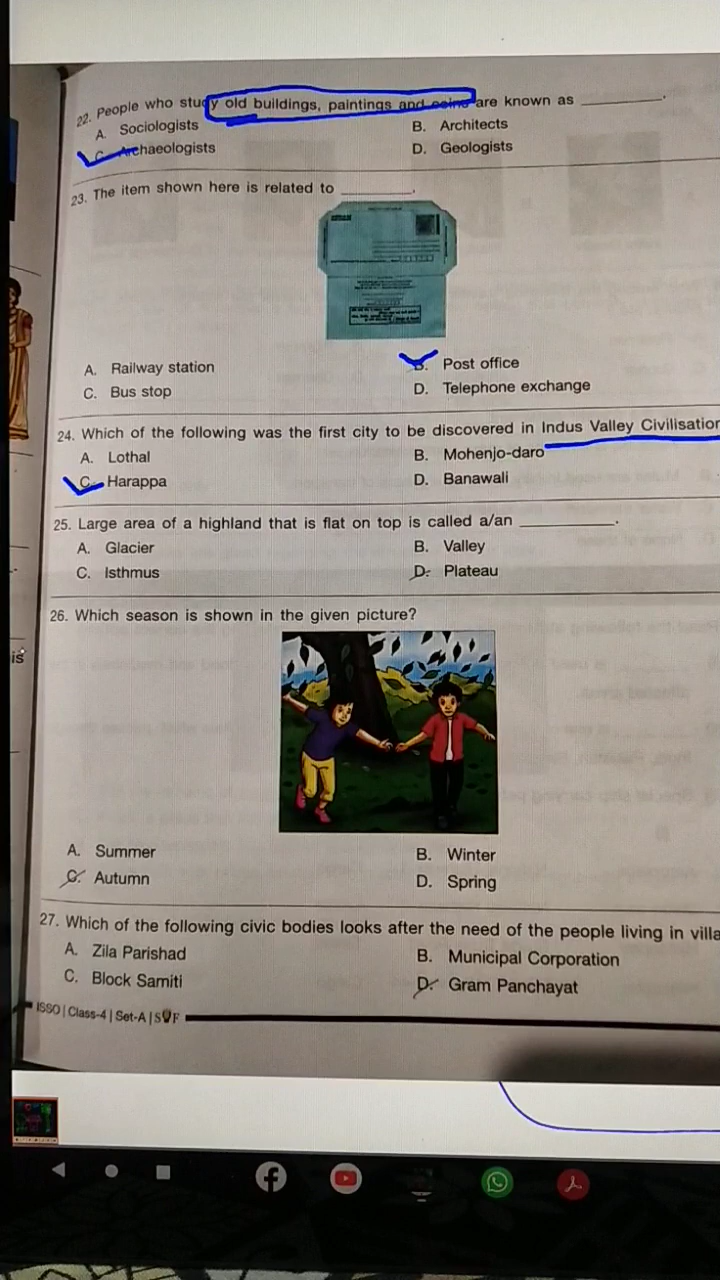 22. People who study old buildings, paintings and coins are known as ________.
A. Sociologists B. Architects
C. Archaeologists D. Geologists
23. The item shown here is related to ________.
A. Railway station B. Post office
C. Bus stop D. Telephone exchange
24. Which of the following was the first city to be discovered in Indus Valley Civilisation
A. Lothal B. Mohenjo-daro
C. Harappa D. Banawali
25. Large area of a highland that is flat on top is called a/an ________.
A. Glacier B. Valley
C. Isthmus D. Plateau
is
26. Which season is shown in the given picture?
A. Summer B. Winter
C. Autumn D. Spring
27. Which of the following civic bodies looks after the need of the people living in villa
A. Zila Parishad B. Municipal Corporation
C. Block Samiti D. Gram Panchayat
ISSO | Class-4 | Set-A | SOF